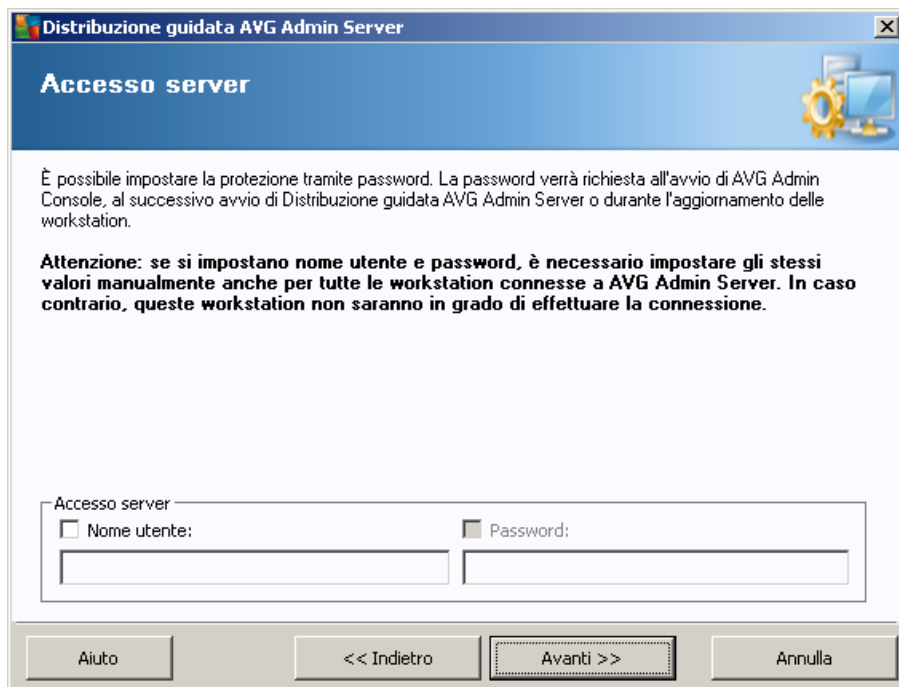 Distribuzione guidata AVG Admin Server
Accesso server
È possibile impostare la protezione tramite password. La password verrà richiesta all'avvio di AVG Admin
Console, al successivo avvio di Distribuzione guidata AVG Admin Server o durante l'aggiornamento delle
workstation.
Attenzione: se si impostano nome utente e password, è necessario impostare gli stessi
valori manualmente anche per tutte le workstation connesse a AVG Admin Server. In caso
contrario, queste workstation non saranno in grado di effettuare la connessione.
Accesso server
Nome utente:
Password:
Aiuto
<< Indietro
Avanti >>
Annulla